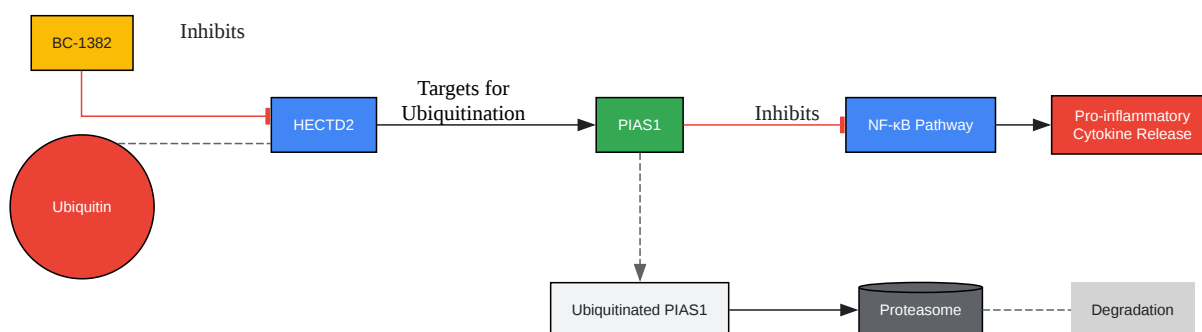 BC-1382
Inhibits
Targets for
Ubiquitination
HECTD2
PIAS1
Inhibits
NF-κB Pathway
Pro-inflammatory
Cytokine Release
Ubiquitin
Ubiquitinated PIAS1
Proteasome
Degradation